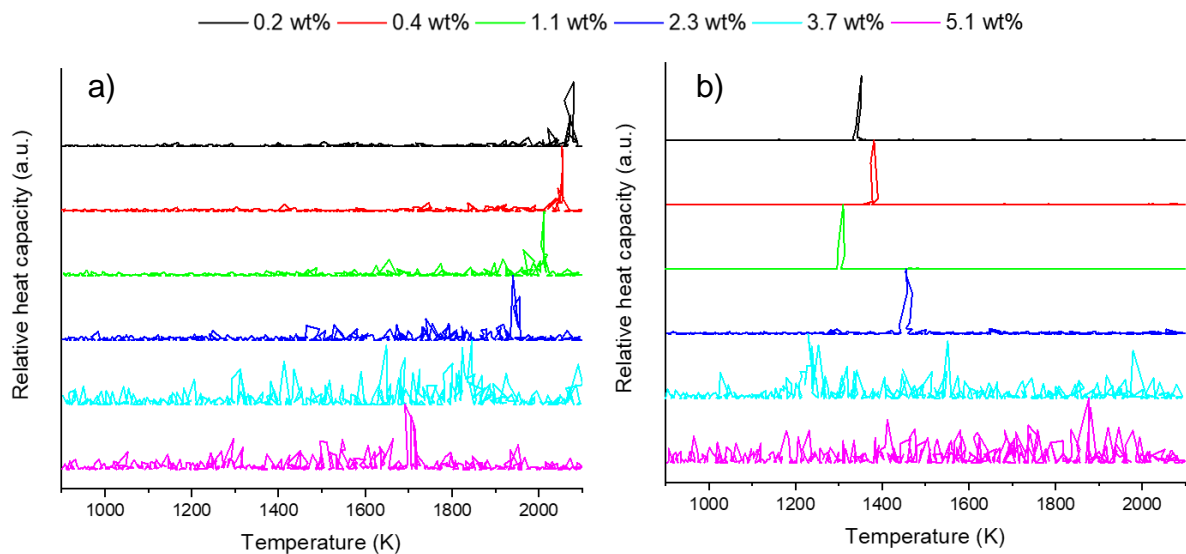 0.2 wt% 0.4 wt% 1.1 wt% 2.3 wt% 3.7 wt% 5.1 wt%
a)
Relative heat capacity (a.u.)
1000 1200 1400 1600 1800 2000
Temperature (K)
b)
Relative heat capacity (a.u.)
1000 1200 1400 1600 1800 2000
Temperature (K)